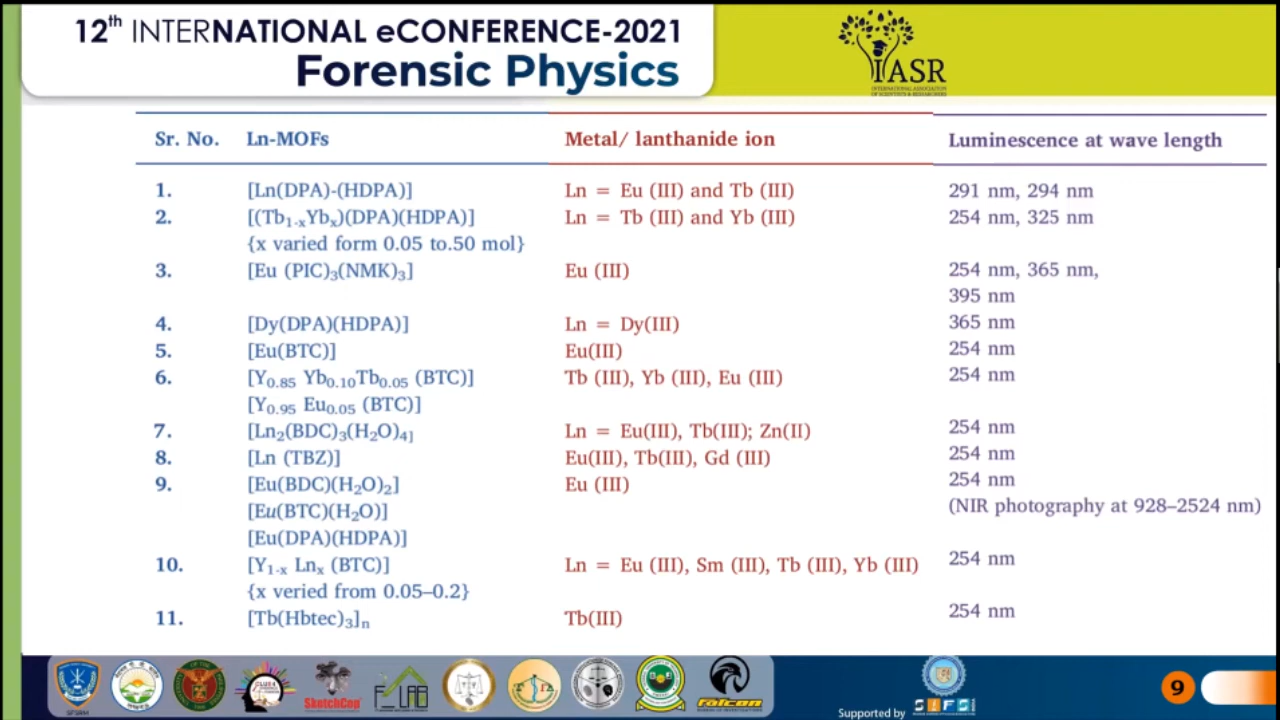 12th INTERNATIONAL eCONFERENCE-2021
Forensic Physics
IASR
INTERNATIONAL ASSOCIATION
OF SCIENTISTS & RESEARCHERS
Sr. No. Ln-MOFs Metal/ lanthanide ion Luminescence at wave length
1. [Ln(DPA)-(HDPA)] Ln = Eu (III) and Tb (III) 291 nm, 294 nm
2. [(Tb1-xYbx)(DPA)(HDPA)] Ln = Tb (III) and Yb (III) 254 nm, 325 nm
{x varied form 0.05 to.50 mol}
3. [Eu (PIC)3(NMK)3] Eu (III) 254 nm, 365 nm,
395 nm
4. [Dy(DPA)(HDPA)] Ln = Dy(III) 365 nm
5. [Eu(BTC)] Eu(III) 254 nm
6. [Y0.85 Yb0.10Tb0.05 (BTC)] Tb (III), Yb (III), Eu (III) 254 nm
[Y0.95 Eu0.05 (BTC)]
7. [Ln2(BDC)3(H2O)4] Ln = Eu(III), Tb(III); Zn(II) 254 nm
8. [Ln (TBZ)] Eu(III), Tb(III), Gd (III) 254 nm
9. [Eu(BDC)(H2O)2] Eu (III) 254 nm
[Eu(BTC)(H2O)] (NIR photography at 928–2524 nm)
[Eu(DPA)(HDPA)]
10. [Y1-x Lnx (BTC)] Ln = Eu (III), Sm (III), Tb (III), Yb (III) 254 nm
{x veried from 0.05–0.2}
11. [Tb(Hbtec)3]n Tb(III) 254 nm
SketchCop
F LAB
FALCON
Supported by
SIFS
9